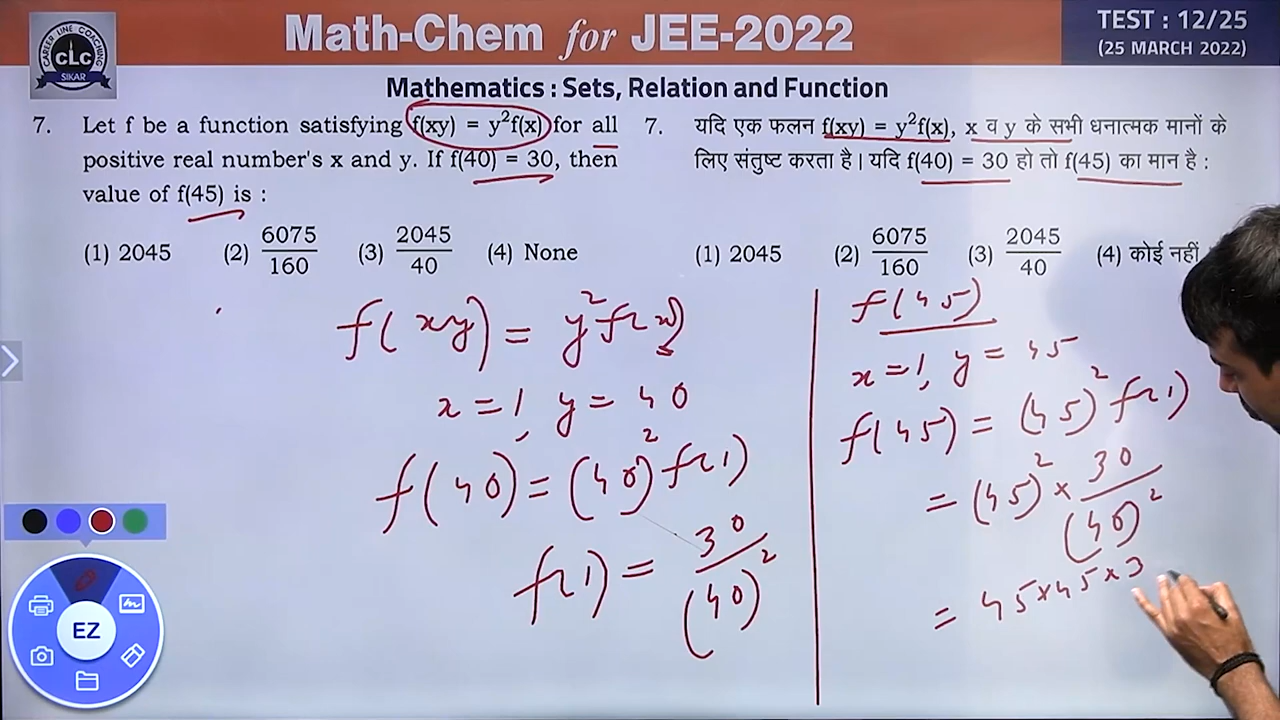 CAREER LINE COACHING
CLC
SIKAR
Math-Chem for JEE-2022
TEST : 12/25
(25 MARCH 2022)
Mathematics : Sets, Relation and Function
7. Let f be a function satisfying f(xy) = y²f(x) for all
positive real number's x and y. If f(40) = 30, then
value of f(45) is :
(1) 2045 (2) 6075/160 (3) 2045/40 (4) None
7. यदि एक फलन f(xy) = y²f(x), x व y के सभी धनात्मक मानों के
लिए संतुष्ट करता है। यदि f(40) = 30 हो तो f(45) का मान है :
(1) 2045 (2) 6075/160 (3) 2045/40 (4) कोई नहीं
f(xy) = y²f(x)
x=1, y = 40
f(40) = (40)² f(1)
f(1) = 30/(40)²
f(45)
x=1, y = 45
f(45) = (45)² f(1)
= (45)² × 30/(40)²
= 45×45×3
EZ